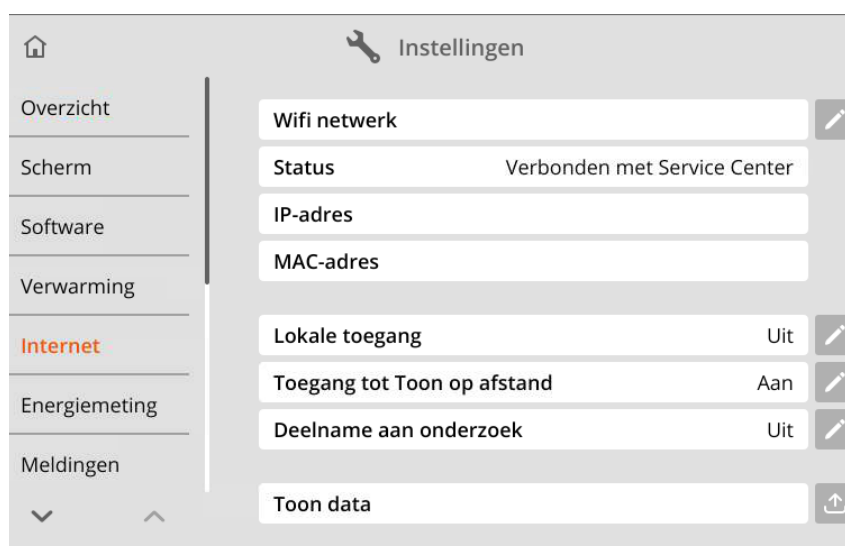 Instellingen
Overzicht
Scherm
Software
Verwarming
Internet
Energiemeting
Meldingen
Wifi netwerk
Status Verbonden met Service Center
IP-adres
MAC-adres
Lokale toegang Uit
Toegang tot Toon op afstand Aan
Deelname aan onderzoek Uit
Toon data